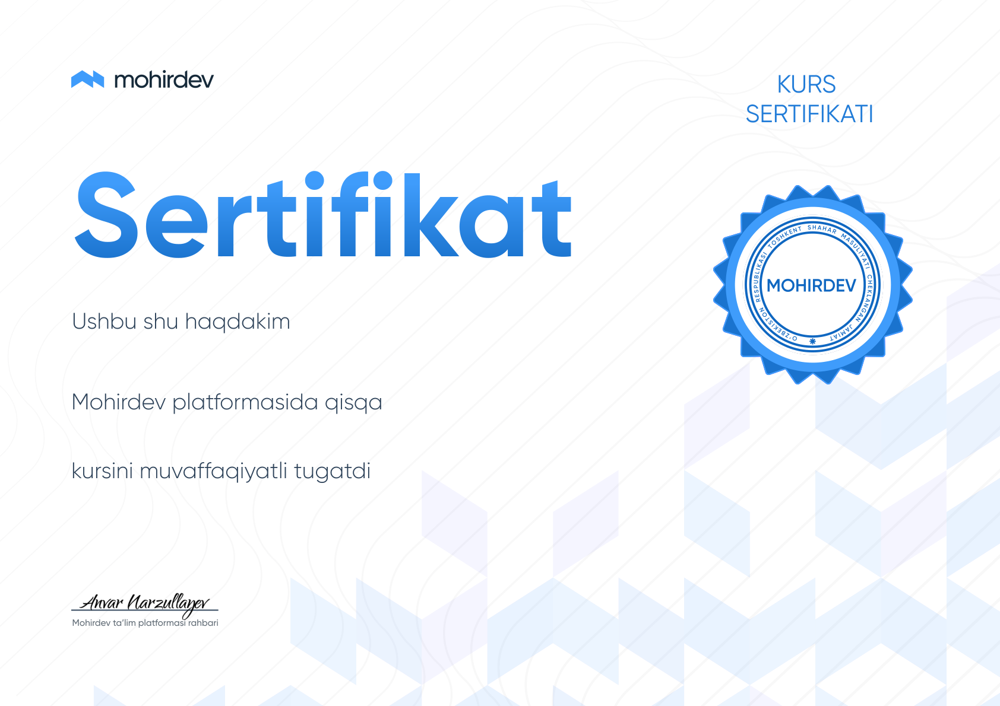 mohirdev
KURS
SERTIFIKATI
Sertifikat
O‘ZBEKISTON RESPUBLIKASI TOSHKENT SHAHAR MASULIYATI CHEKLANGAN JAMIAT
MOHIRDEV
Ushbu shu haqdakim
Mohirdev platformasida qisqa
kursini muvaffaqiyatli tugatdi
Anvar Narzullayev
Mohirdev ta’lim platformasi rahbari